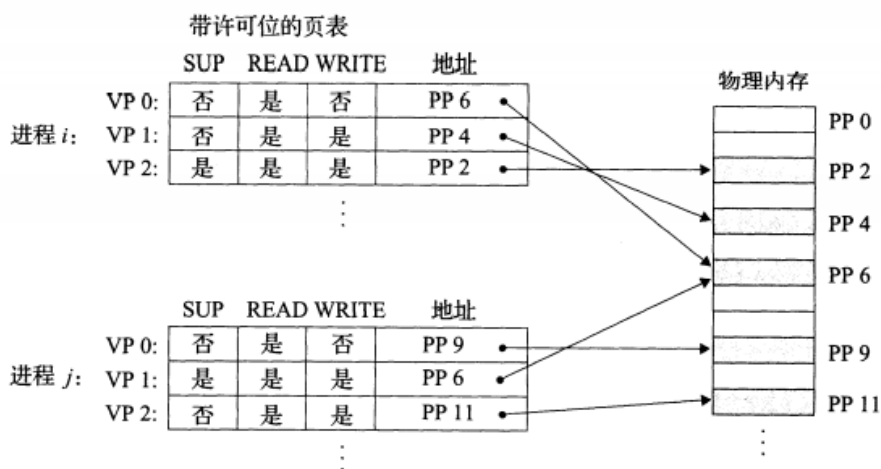 带许可位的页表
SUP READ WRITE 地址
物理内存
进程 i:
VP 0: 否 是 否 PP 6
VP 1: 否 是 是 PP 4
VP 2: 是 是 是 PP 2
PP 0
PP 2
PP 4
PP 6
PP 9
PP 11
SUP READ WRITE 地址
进程 j:
VP 0: 否 是 否 PP 9
VP 1: 是 是 是 PP 6
VP 2: 否 是 是 PP 11